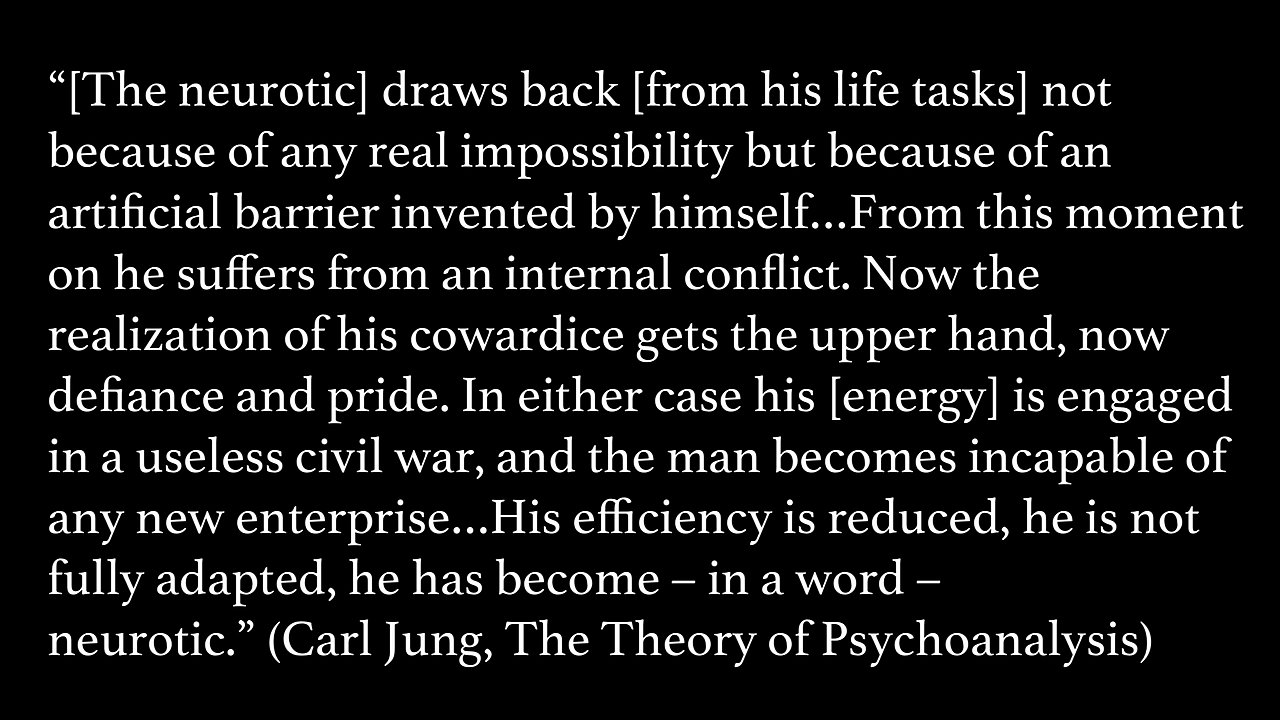 “[The neurotic] draws back [from his life tasks] not
because of any real impossibility but because of an
artificial barrier invented by himself…From this moment
on he suffers from an internal conflict. Now the
realization of his cowardice gets the upper hand, now
defiance and pride. In either case his [energy] is engaged
in a useless civil war, and the man becomes incapable of
any new enterprise…His efficiency is reduced, he is not
fully adapted, he has become – in a word –
neurotic.” (Carl Jung, The Theory of Psychoanalysis)